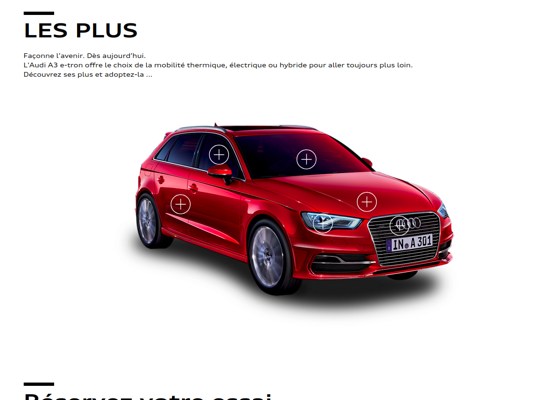 LES PLUS
Façonne l'avenir. Dès aujourd'hui.
L'Audi A3 e-tron offre le choix de la mobilité thermique, électrique ou hybride pour aller toujours plus loin.
Découvrez ses plus et adoptez-la ...
IN A 301
Réservez votre essai